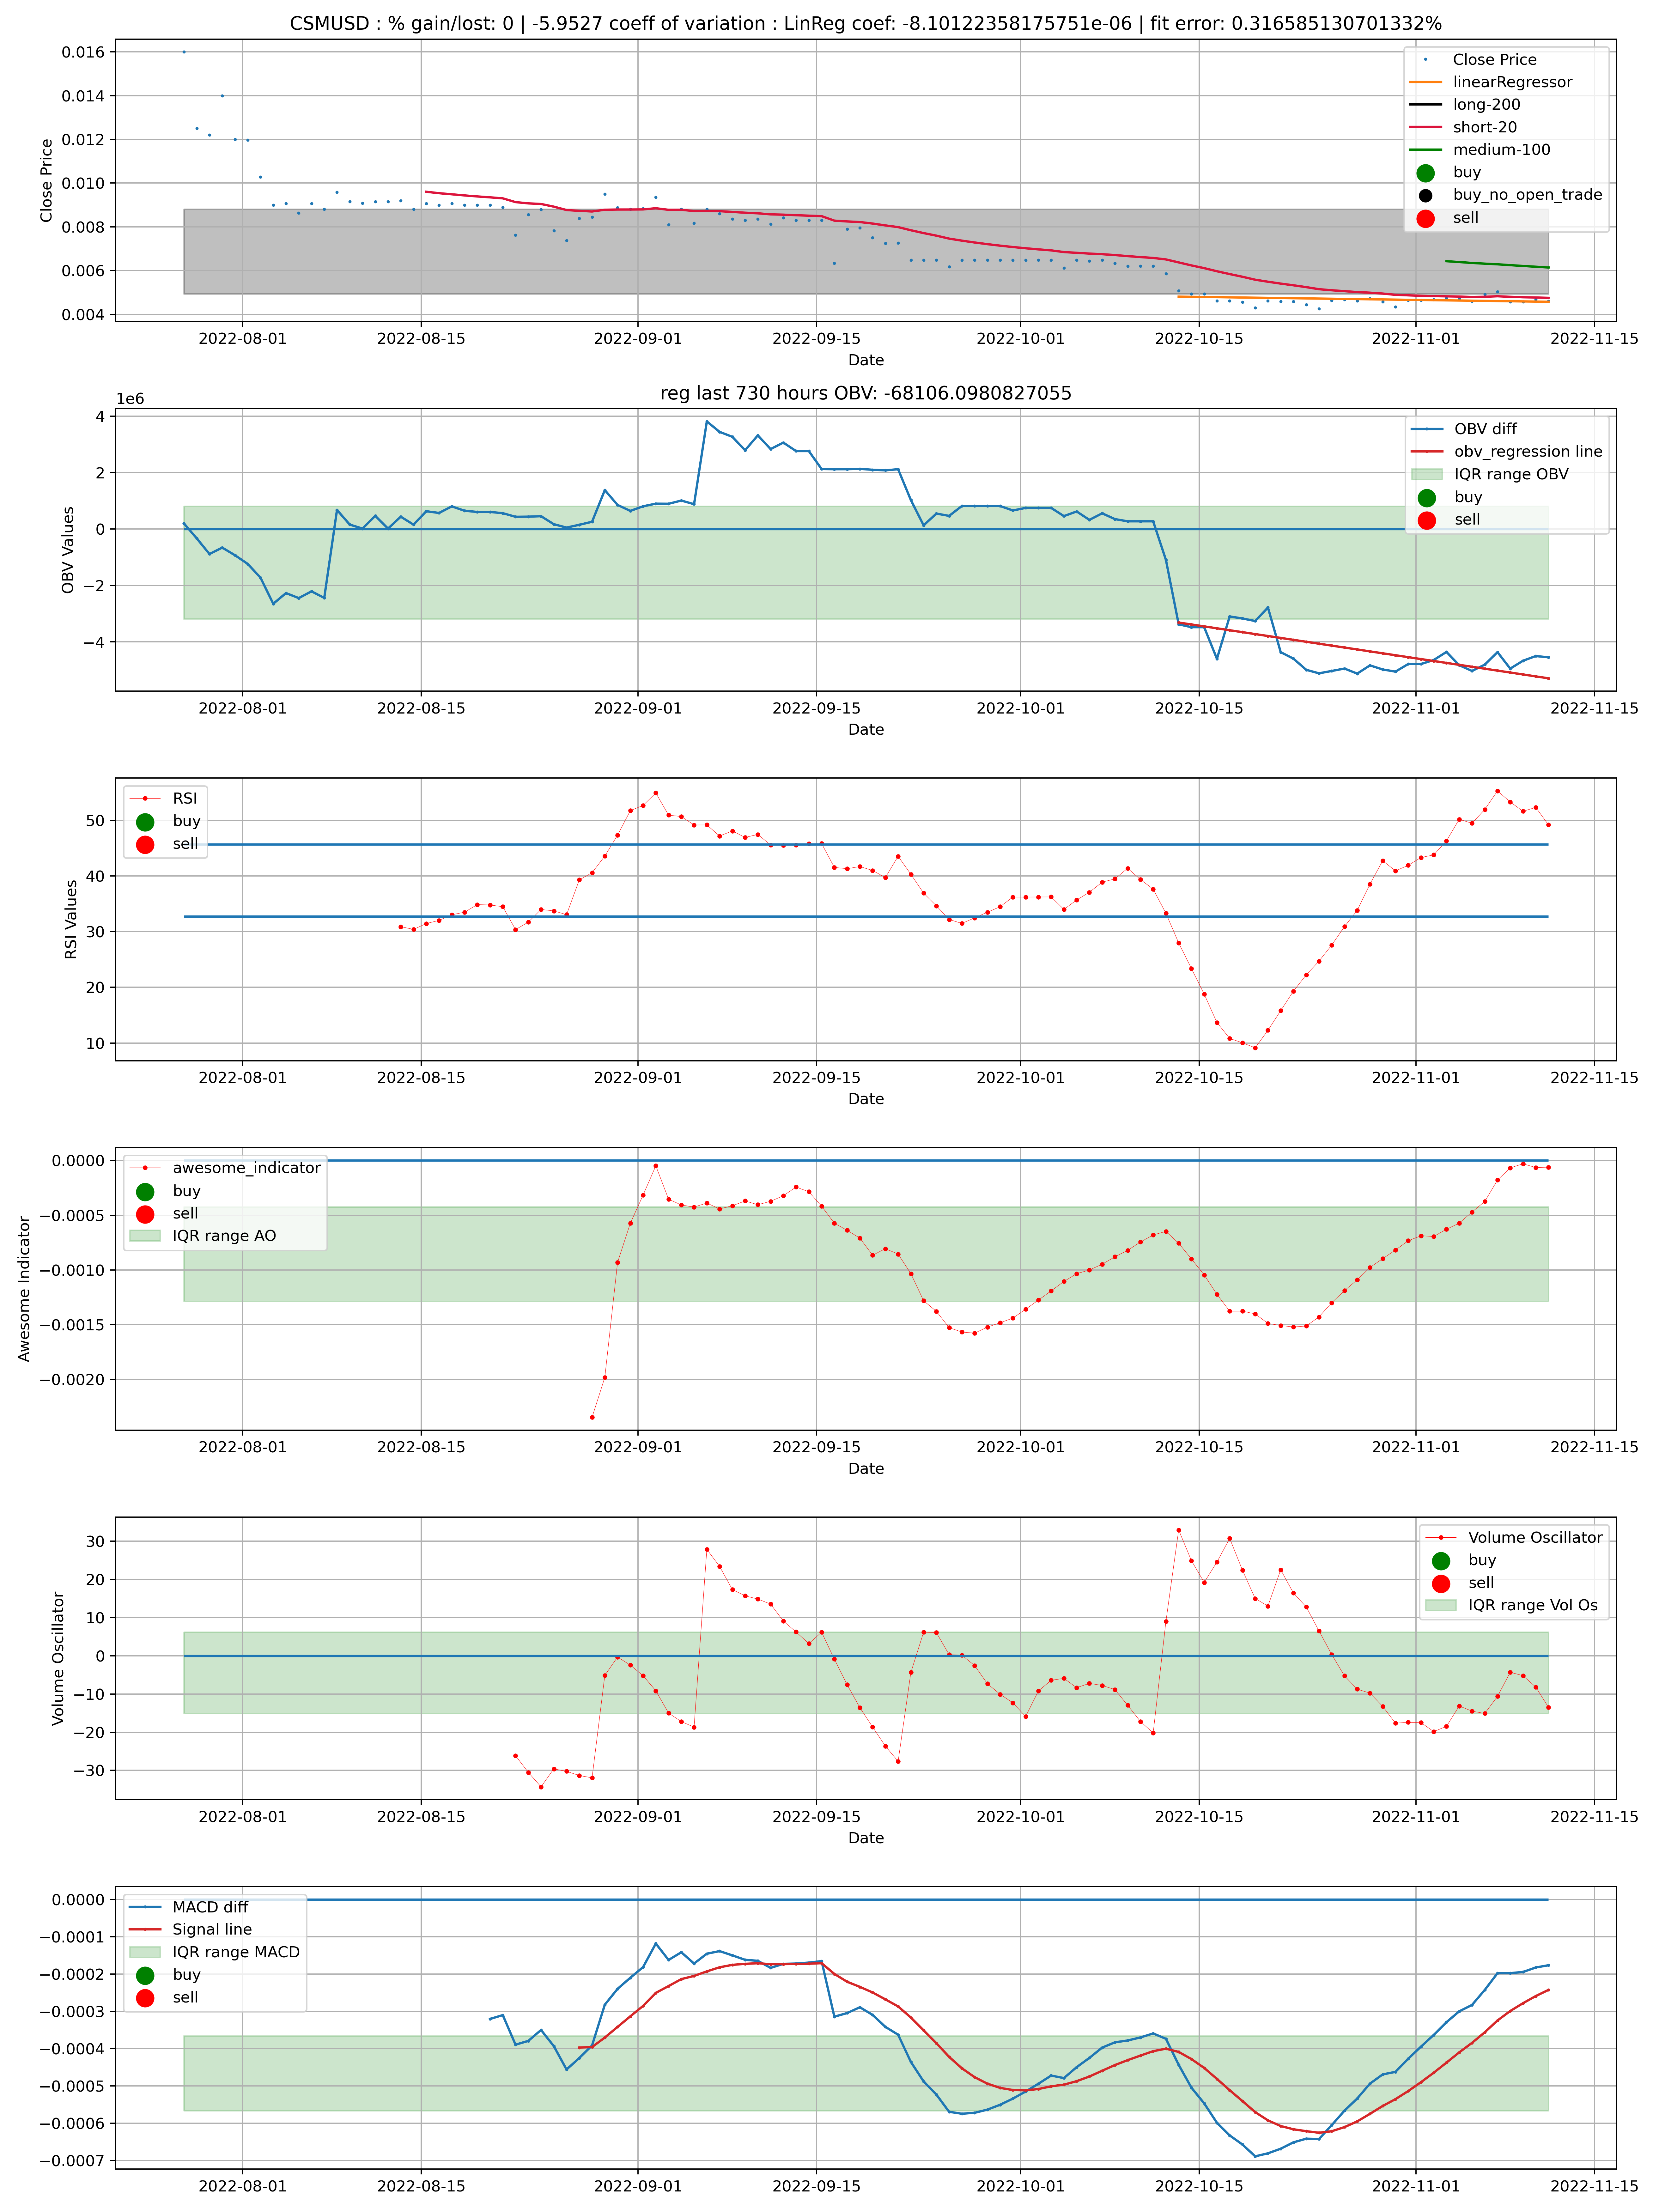 CSMUSD : % gain/lost: 0 | -5.9527 coeff of variation : LinReg coef: -8.10122358175751e-06 | fit error: 0.316585130701332%
0.016
0.014
0.012
0.010
0.008
0.006
0.004
Close Price
Close Price
linearRegressor
long-200
short-20
medium-100
buy
buy_no_open_trade
sell
2022-08-01 2022-08-15 2022-09-01 2022-09-15 2022-10-01 2022-10-15 2022-11-01 2022-11-15
Date
reg last 730 hours OBV: -68106.0980827055
1e6
4
2
0
−2
−4
OBV Values
OBV diff
obv_regression line
IQR range OBV
buy
sell
2022-08-01 2022-08-15 2022-09-01 2022-09-15 2022-10-01 2022-10-15 2022-11-01 2022-11-15
Date
50
40
30
20
10
RSI Values
RSI
buy
sell
2022-08-01 2022-08-15 2022-09-01 2022-09-15 2022-10-01 2022-10-15 2022-11-01 2022-11-15
Date
0.0000
−0.0005
−0.0010
−0.0015
−0.0020
Awesome Indicator
awesome_indicator
buy
sell
IQR range AO
2022-08-01 2022-08-15 2022-09-01 2022-09-15 2022-10-01 2022-10-15 2022-11-01 2022-11-15
Date
30
20
10
0
−10
−20
−30
Volume Oscillator
Volume Oscillator
buy
sell
IQR range Vol Os
2022-08-01 2022-08-15 2022-09-01 2022-09-15 2022-10-01 2022-10-15 2022-11-01 2022-11-15
Date
0.0000
−0.0001
−0.0002
−0.0003
−0.0004
−0.0005
−0.0006
−0.0007
MACD diff
Signal line
IQR range MACD
buy
sell
2022-08-01 2022-08-15 2022-09-01 2022-09-15 2022-10-01 2022-10-15 2022-11-01 2022-11-15